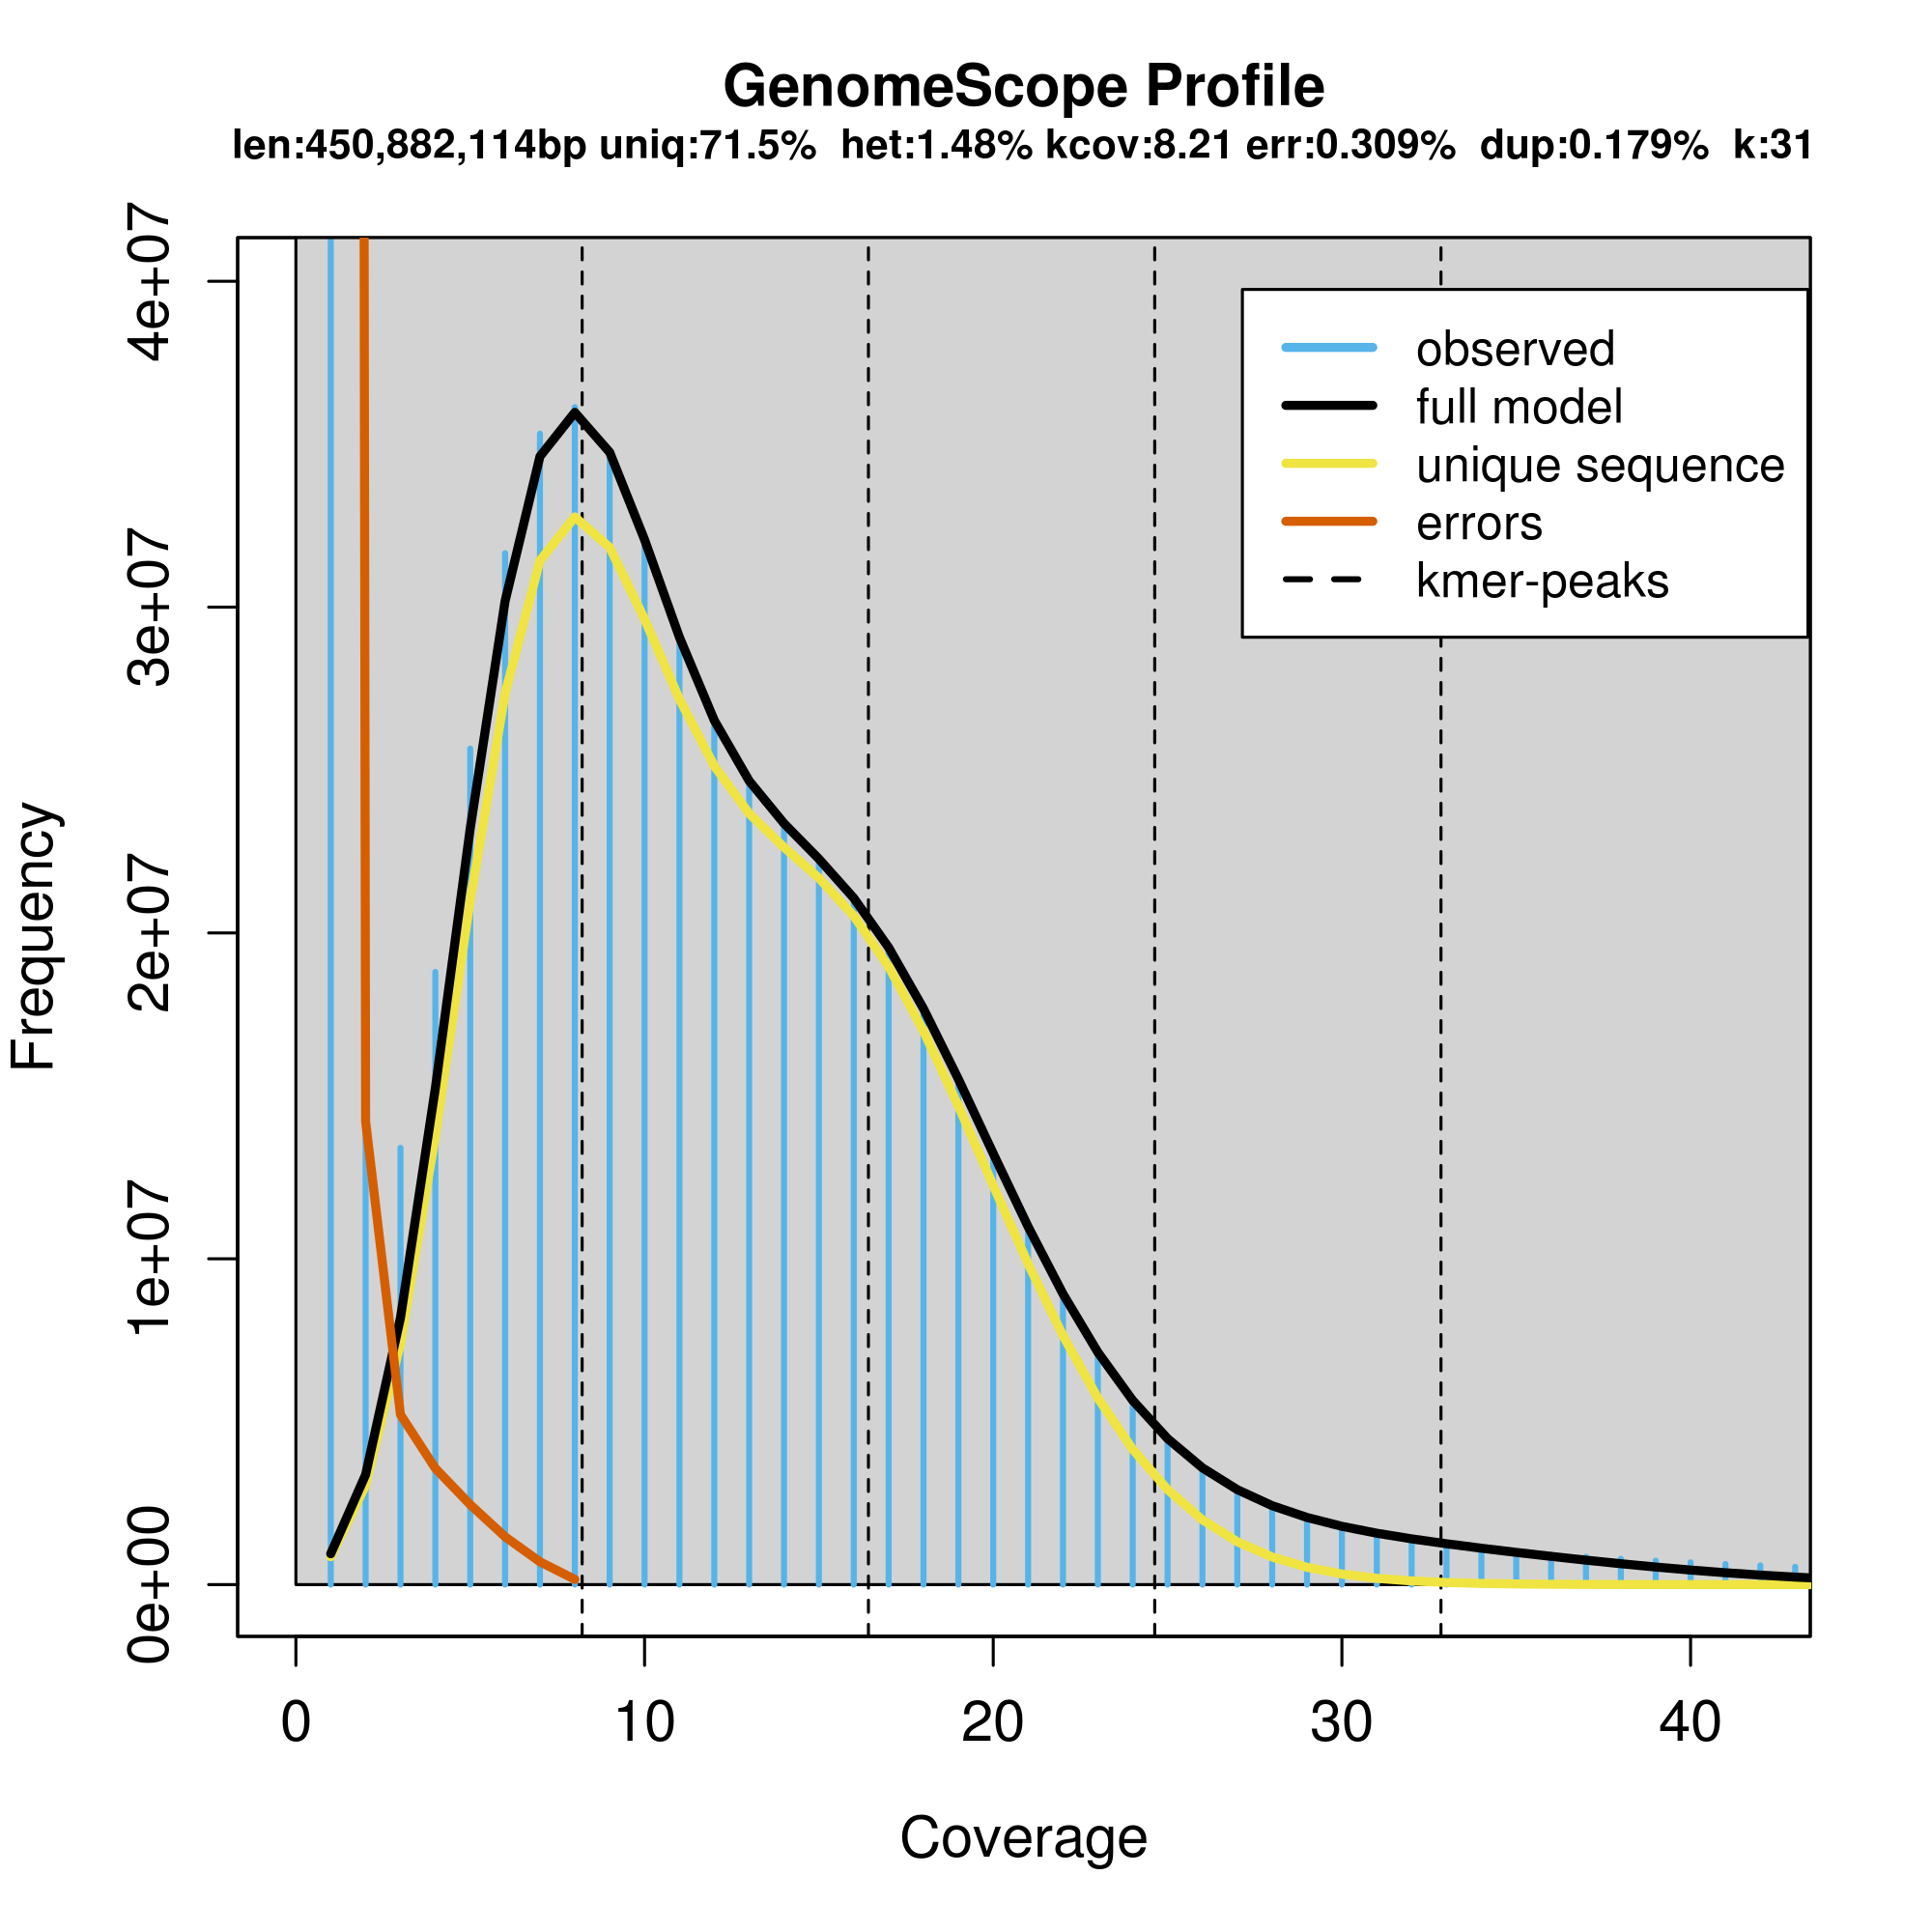 GenomeScope Profile
len:450,882,114bp uniq:71.5% het:1.48% kcov:8.21 err:0.309% dup:0.179% k:31
observed
full model
unique sequence
errors
kmer-peaks
Frequency
4e+07
3e+07
2e+07
1e+07
0e+00
0 10 20 30 40
Coverage